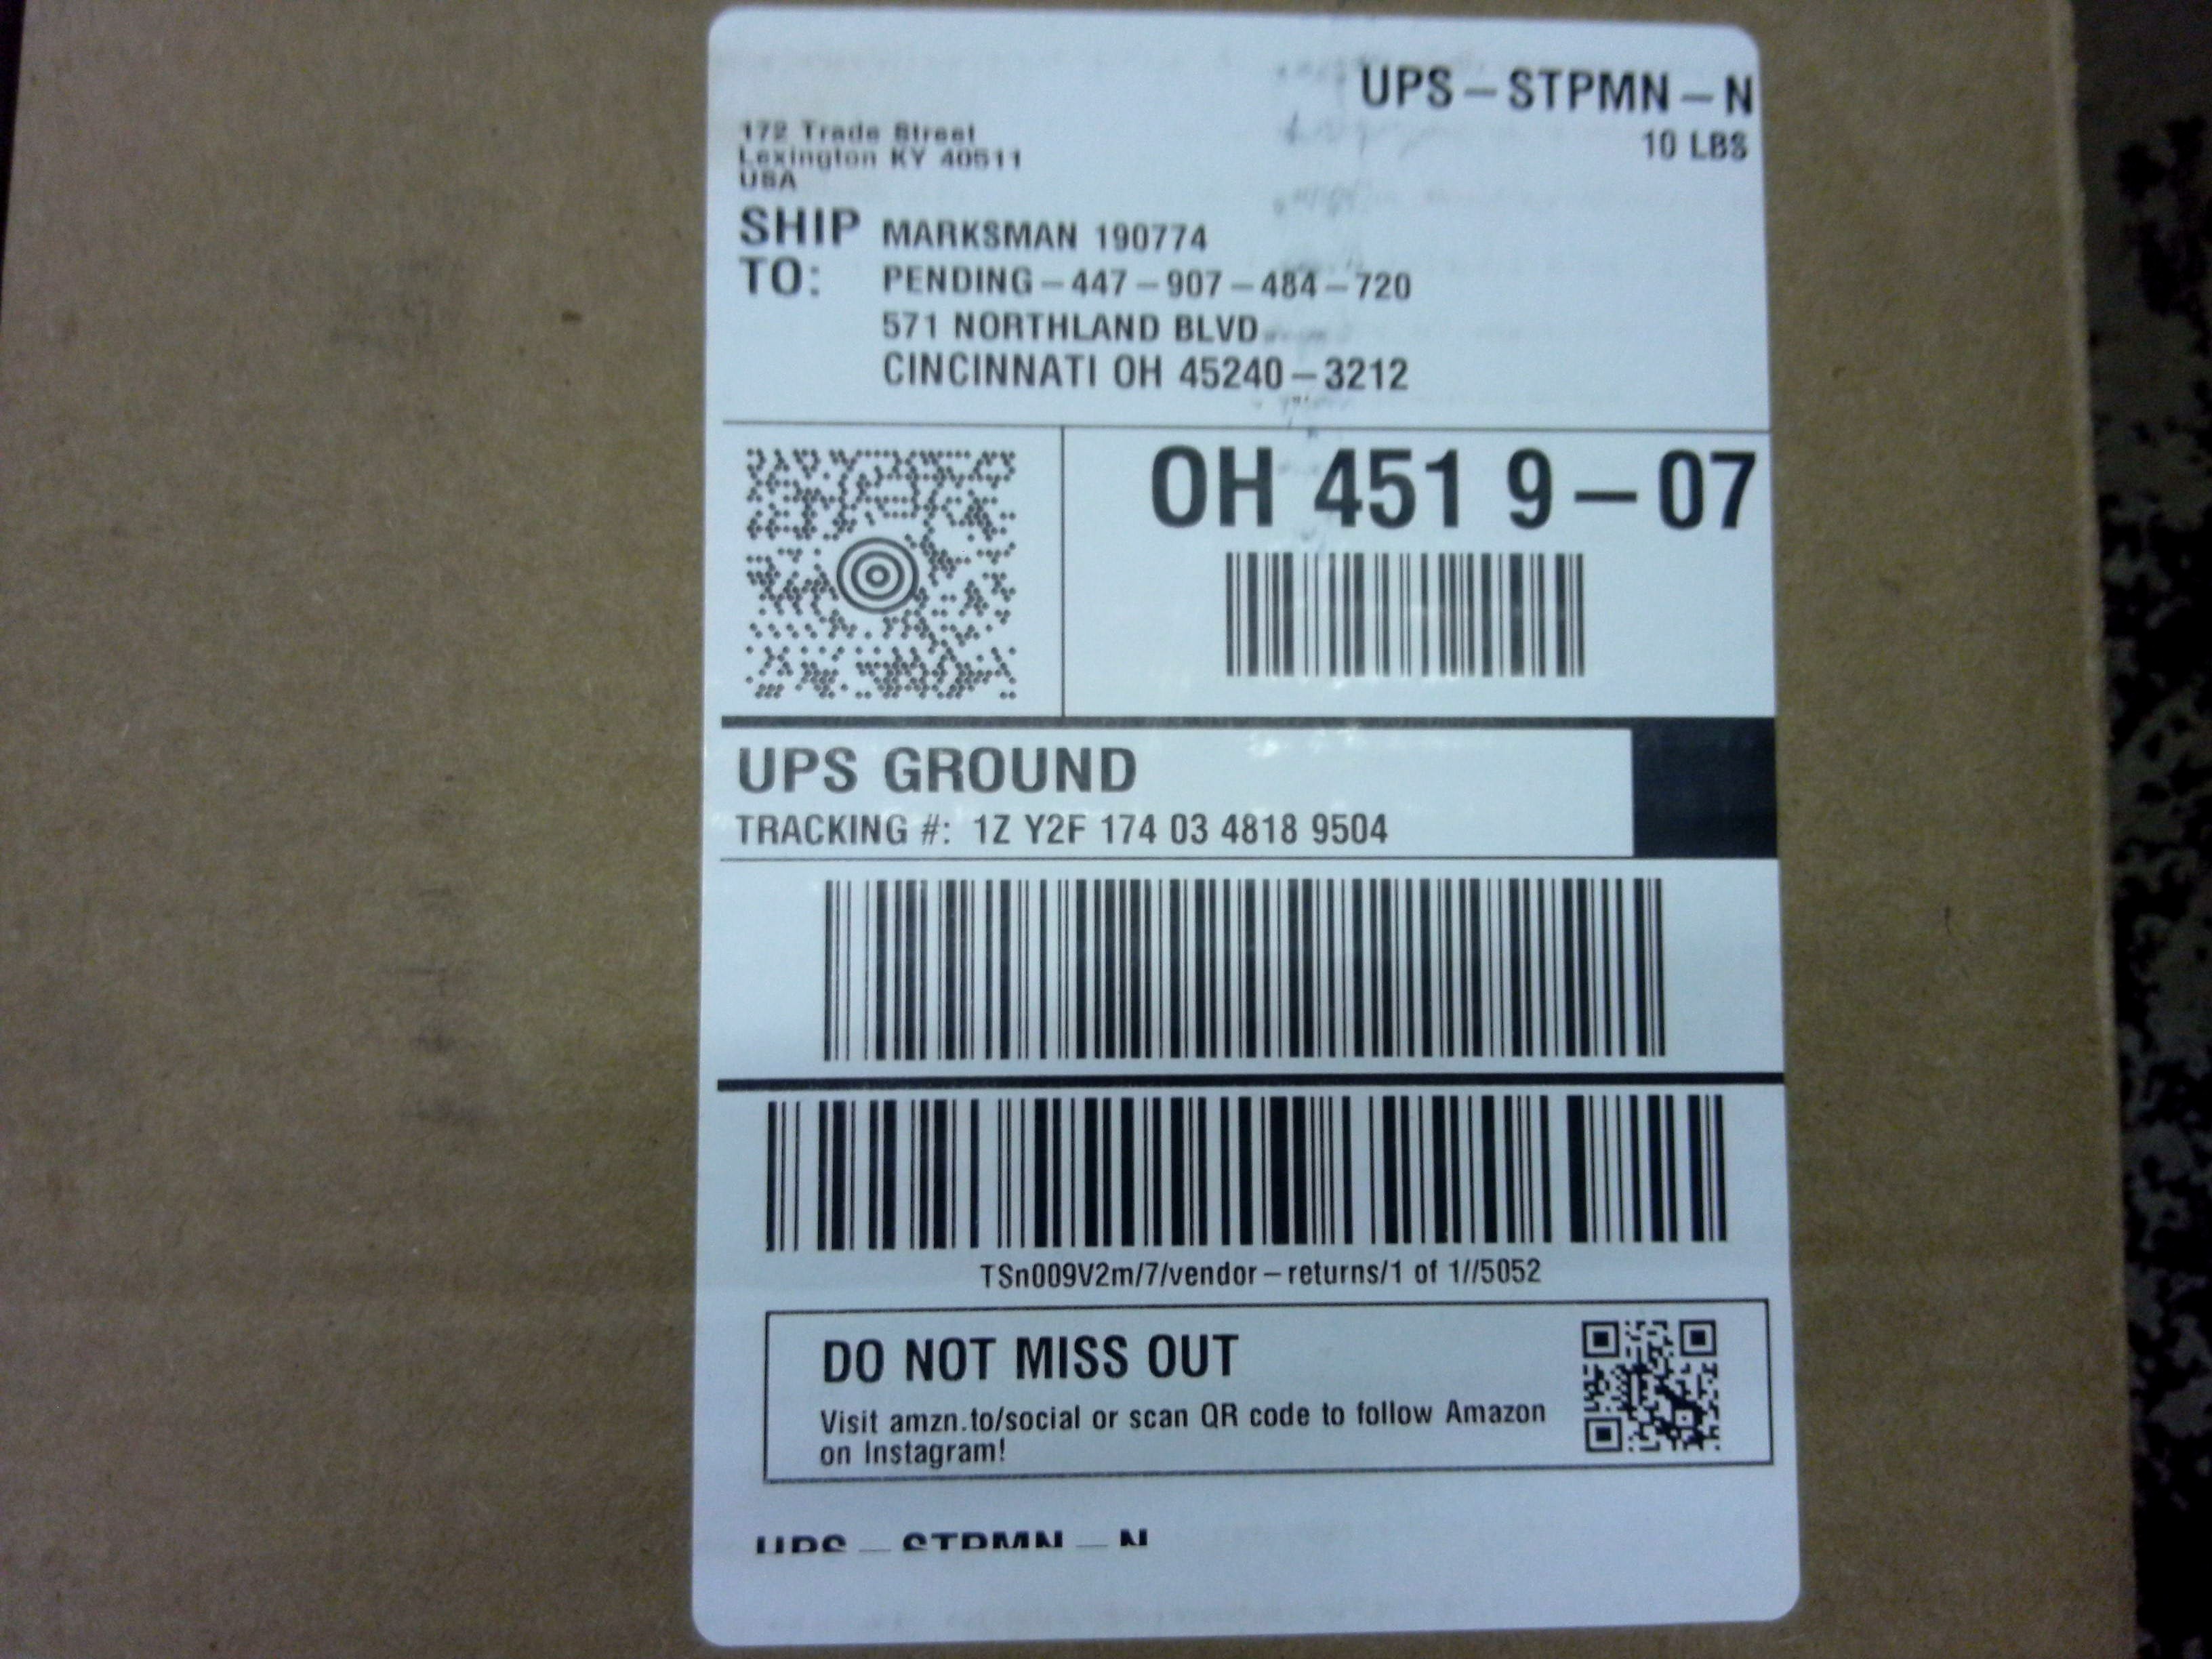 UPS – STPMN – N
10 LBS
172 Trade Street
Lexington KY 40511
USA
SHIP TO:
MARKSMAN 190774
PENDING – 447 – 907 – 484 – 720
571 NORTHLAND BLVD
CINCINNATI OH 45240 – 3212
OH 451 9 – 07
UPS GROUND
TRACKING #: 1Z Y2F 174 03 4818 9504
TSn009V2m/7/vendor – returns/1 of 1//5052
DO NOT MISS OUT
Visit amzn.to/social or scan QR code to follow Amazon
on Instagram!
UPS – STPMN – N